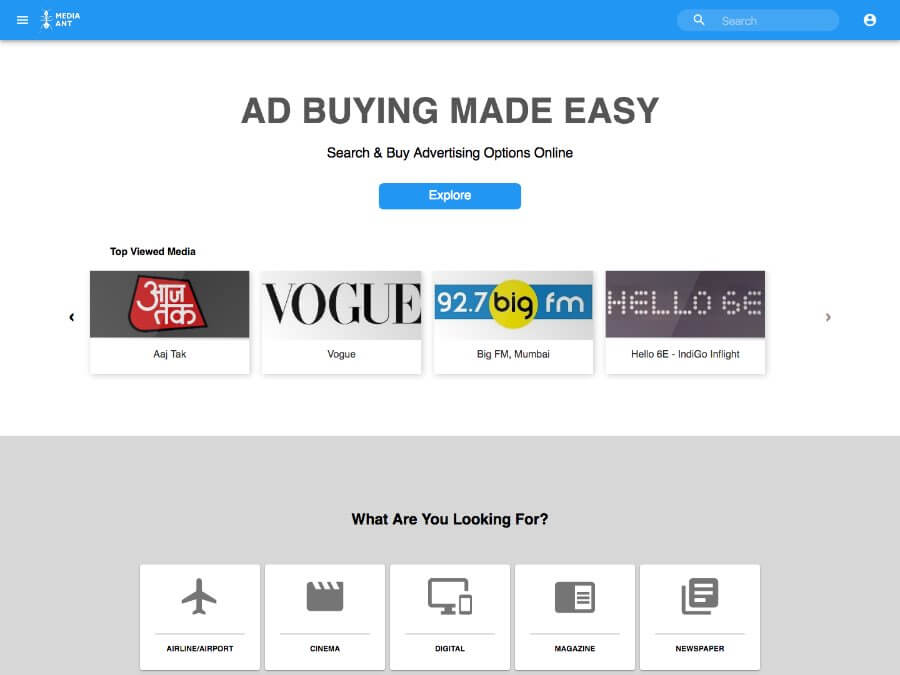 MEDIA
ANT
Search
AD BUYING MADE EASY
Search & Buy Advertising Options Online
Explore
Top Viewed Media
आज
तक
VOGUE
92.7 big fm
HELLO 6E
Aaj Tak
Vogue
Big FM, Mumbai
Hello 6E - IndiGo Inflight
What Are You Looking For?
AIRLINE/AIRPORT
CINEMA
DIGITAL
MAGAZINE
NEWSPAPER